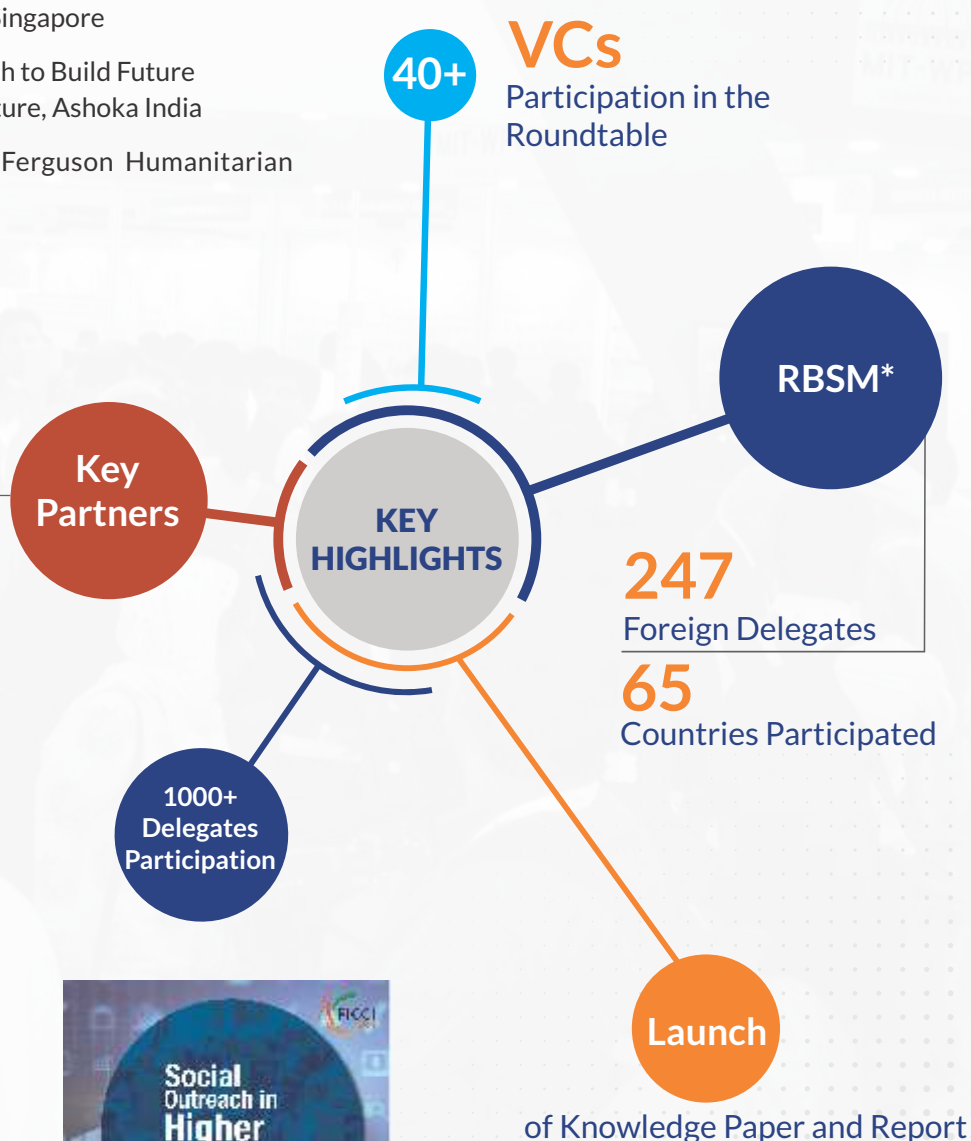 Singapore
h to Build Future
ture, Ashoka India
Ferguson Humanitarian
40+
VCs
Participation in the
Roundtable
RBSM*
Key
Partners
KEY
HIGHLIGHTS
247
Foreign Delegates
65
Countries Participated
1000+
Delegates
Participation
Launch
of Knowledge Paper and Report
FICCI
Social
Outreach in
Higher